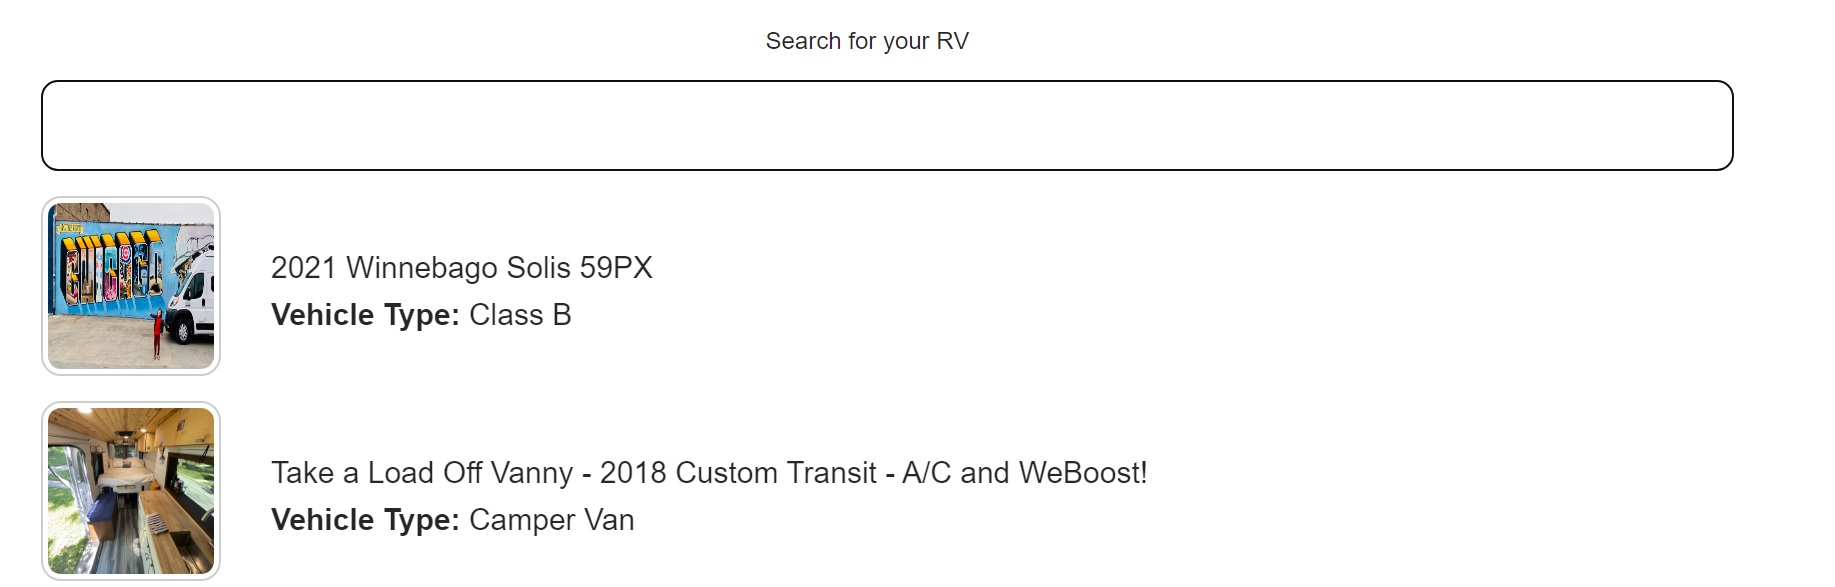 Search for your RV
CHICAGO
2021 Winnebago Solis 59PX
Vehicle Type: Class B
Take a Load Off Vanny - 2018 Custom Transit - A/C and WeBoost!
Vehicle Type: Camper Van